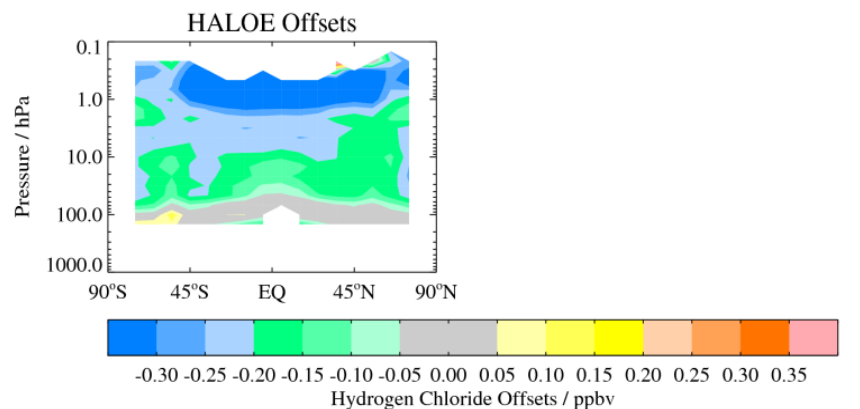 HALOE Offsets
0.1
1.0
10.0
100.0
1000.0
Pressure / hPa
90°S 45°S EQ 45°N 90°N
-0.30 -0.25 -0.20 -0.15 -0.10 -0.05 0.00 0.05 0.10 0.15 0.20 0.25 0.30 0.35
Hydrogen Chloride Offsets / ppbv